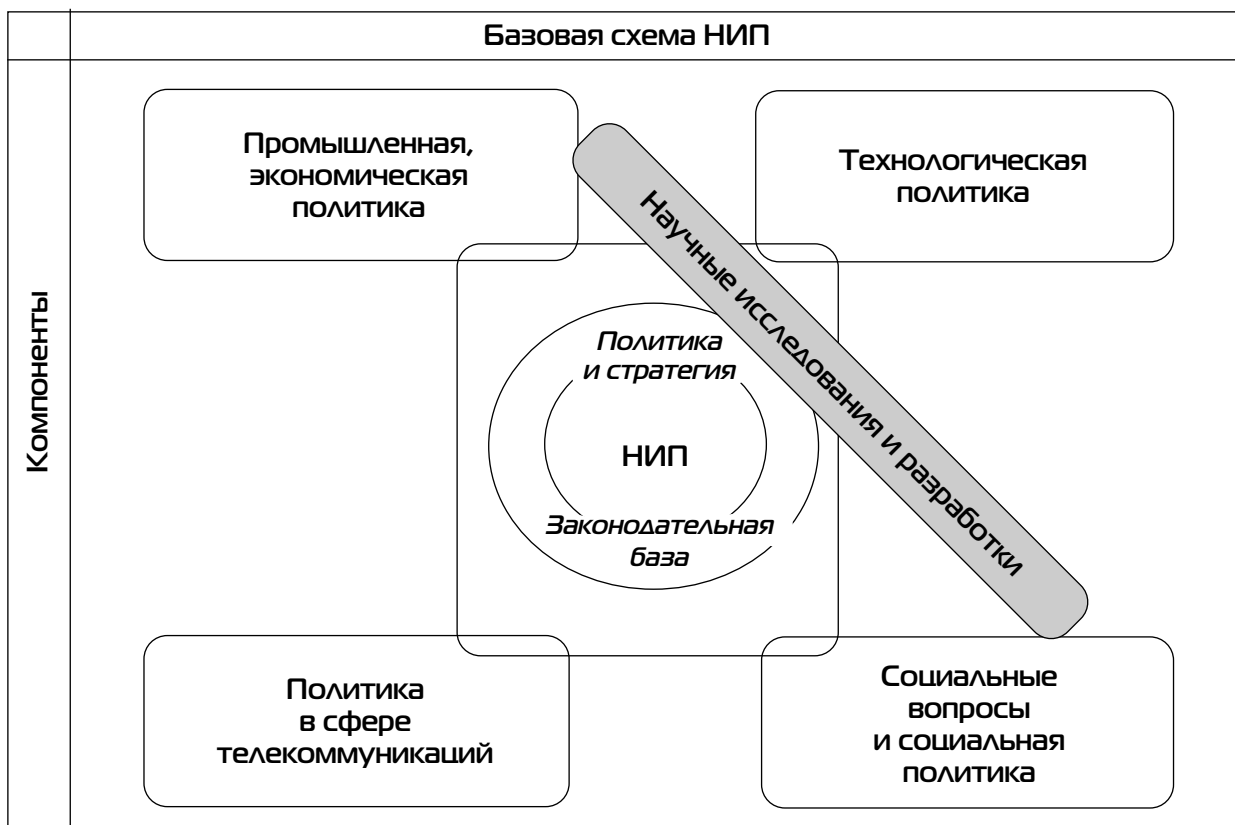 Базовая схема НИП
Компоненты
Промышленная,
экономическая
политика
Технологическая
политика
Научные исследования и разработки
Политика
и стратегия
НИП
Законодательная
база
Политика
в сфере
телекоммуникаций
Социальные
вопросы
и социальная
политика